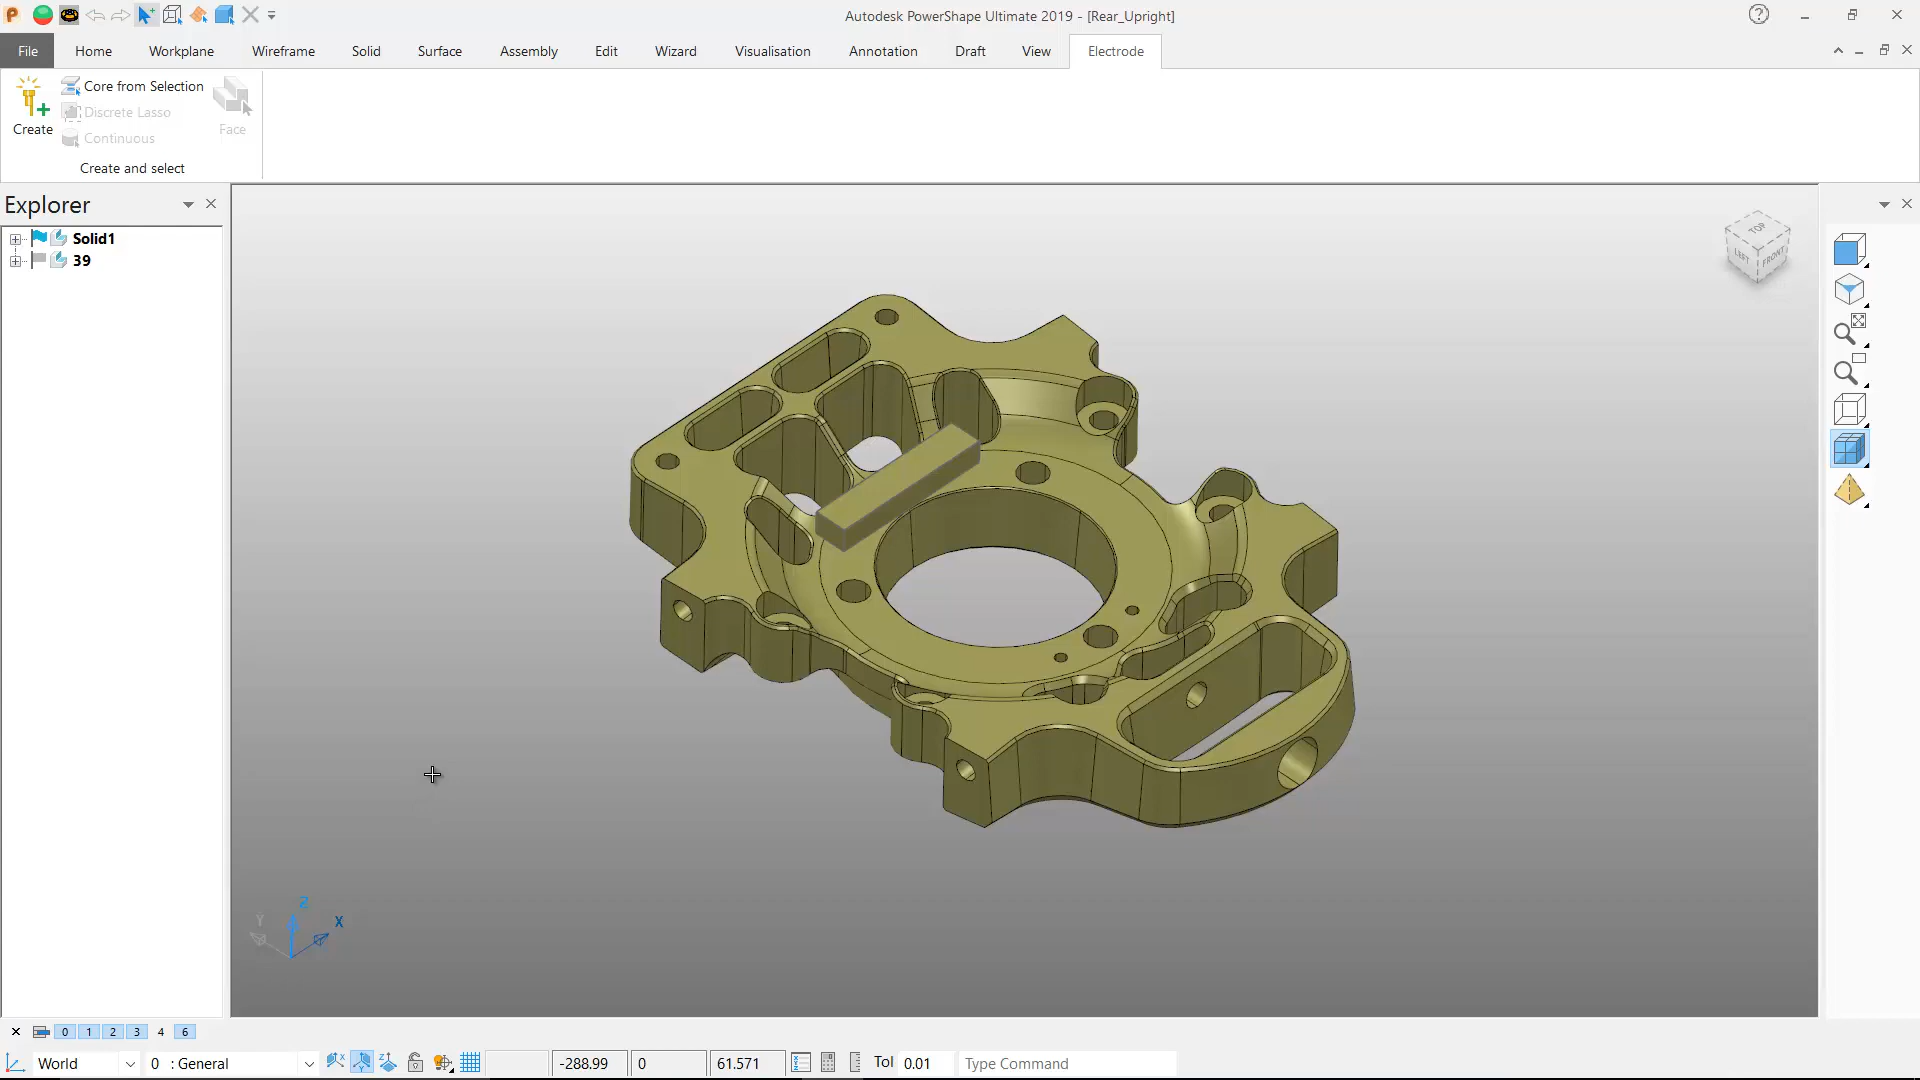 Autodesk PowerShape Ultimate 2019 - [Rear_Upright]
File Home Workplane Wireframe Solid Surface Assembly Edit Wizard Visualisation Annotation Draft View Electrode
Core from Selection
Discrete Lasso
Create
Face
Continuous
Create and select
Explorer
Solid1
39
TOP
LEFT
FRONT
Z
Y
X
0 1 2 3 4 6
World 0 : General -288.99 0 61.571 Tol 0.01 Type Command